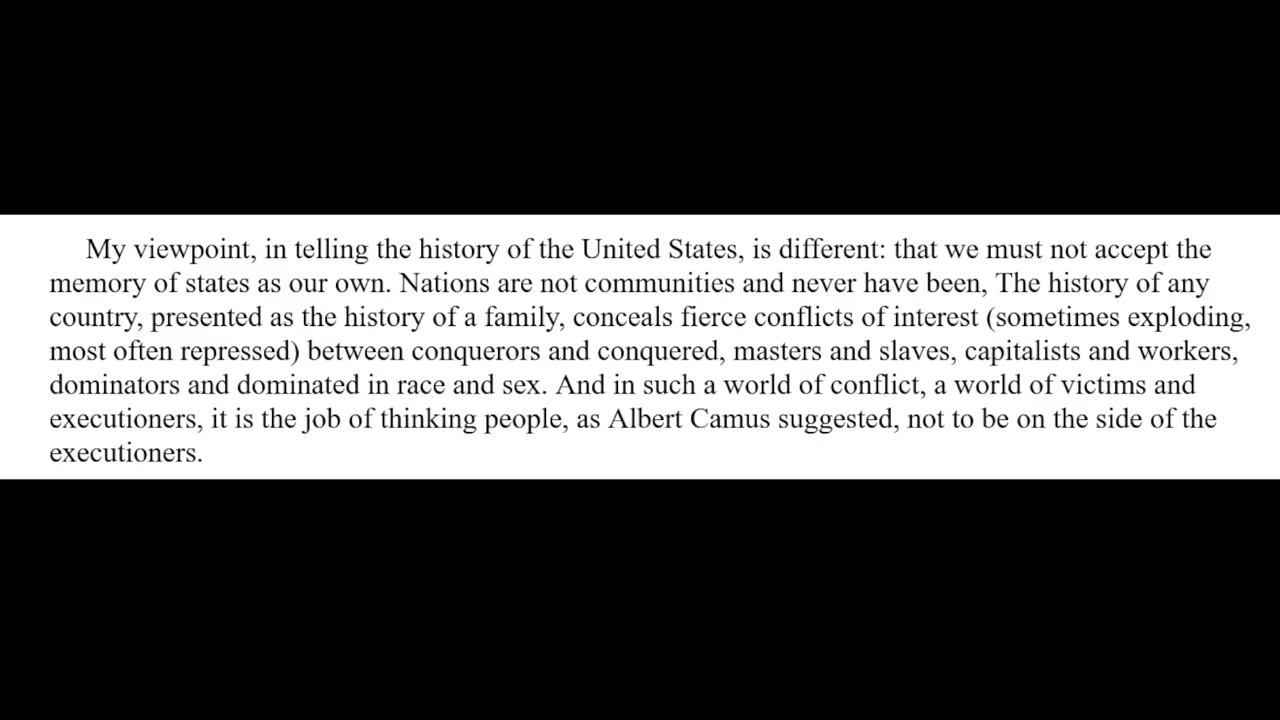 My viewpoint, in telling the history of the United States, is different: that we must not accept the
memory of states as our own. Nations are not communities and never have been, The history of any
country, presented as the history of a family, conceals fierce conflicts of interest (sometimes exploding,
most often repressed) between conquerors and conquered, masters and slaves, capitalists and workers,
dominators and dominated in race and sex. And in such a world of conflict, a world of victims and
executioners, it is the job of thinking people, as Albert Camus suggested, not to be on the side of the
executioners.